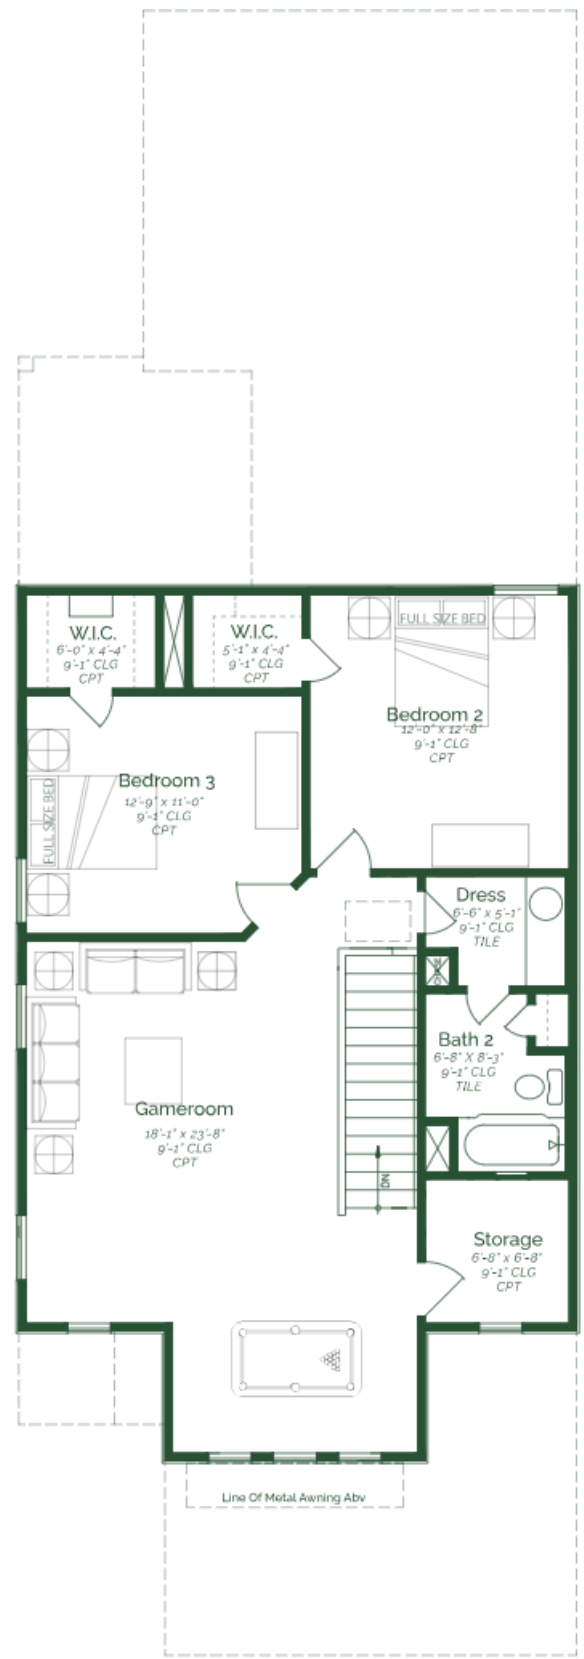 W.I.C.
6'-0" x 4'-4"
9'-1" CLG
CPT
W.I.C.
5'-1" x 4'-4"
9'-1" CLG
CPT
FULL SIZE BED
Bedroom 2
12'-0" x 12'-8"
9'-1" CLG
CPT
Bedroom 3
12'-9" x 11'-0"
9'-1" CLG
CPT
FULL SIZE BED
Dress
6'-6" x 5'-1"
9'-1" CLG
TILE
Bath 2
6'-8" X 8'-3"
9'-1" CLG
TILE
Gameroom
18'-1" x 23'-8"
9'-1" CLG
CPT
DN
Storage
6'-8" x 6'-8"
9'-1" CLG
CPT
Line Of Metal Awning Abv